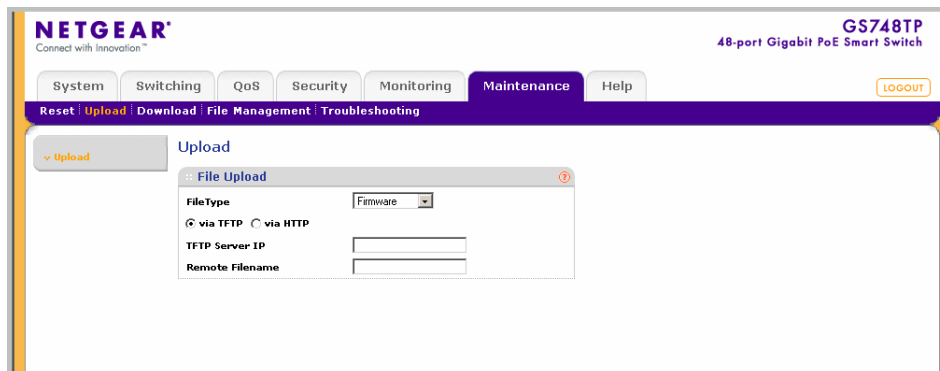 NETGEAR®
Connect with Innovation™
GS748TP
48-port Gigabit PoE Smart Switch
System Switching QoS Security Monitoring Maintenance Help
LOGOUT
Reset Upload Download File Management Troubleshooting
Upload
Upload
File Upload ?
FileType Firmware
via TFTP via HTTP
TFTP Server IP
Remote Filename